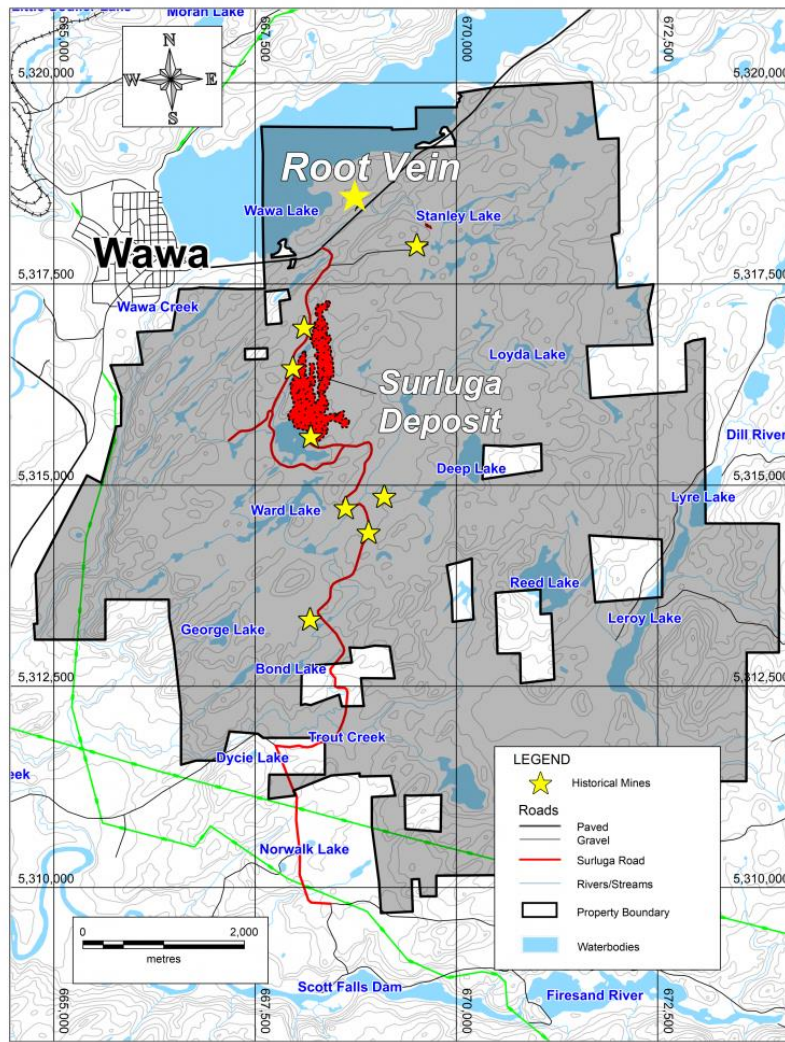 Moran Lake
665,000
667,500
670,000
672,500
5,320,000
5,320,000
N
W E
S
Root Vein
Wawa Lake
Stanley Lake
Wawa
5,317,500
5,317,500
Wawa Creek
Loyda Lake
Surluga
Deposit
Dill River
Deep Lake
5,315,000
5,315,000
Lyre Lake
Ward Lake
Reed Lake
Leroy Lake
George Lake
Bond Lake
5,312,500
5,312,500
Trout Creek
Dycie Lake
eek
LEGEND
Historical Mines
Roads
Paved
Gravel
Surluga Road
Rivers/Streams
Property Boundary
Waterbodies
Norwalk Lake
5,310,000
5,310,000
0 2,000
metres
Scott Falls Dam
Firesand River
665,000
667,500
670,000
672,500